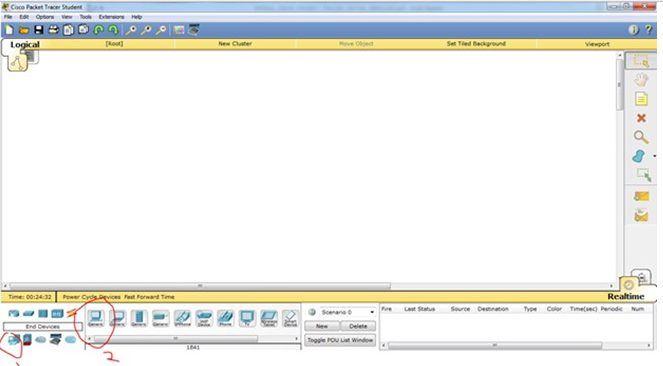 Cisco Packet Tracer Student
File Edit Options View Tools Extensions Help
Logical [Root] New Cluster Move Object Set Tiled Background Viewport
Time: 00:24:32 Power Cycle Devices Fast Forward Time Realtime
Scenario 0
Fire Last Status Source Destination Type Color Time(sec) Periodic Num
Generic Generic Generic Generic IPPhone VoIP Device Phone TV Wireless Tablet Smart Device
End Devices
New Delete
Toggle PDU List Window
1841
1
2